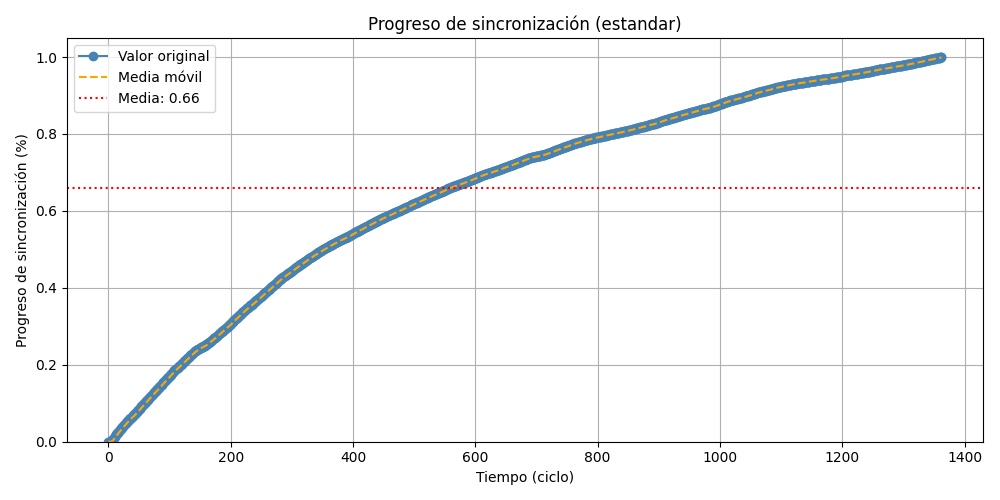 Progreso de sincronización (estandar)
Valor original
Media móvil
Media: 0.66
Progreso de sincronización (%)
1.0
0.8
0.6
0.4
0.2
0.0
0 200 400 600 800 1000 1200 1400
Tiempo (ciclo)